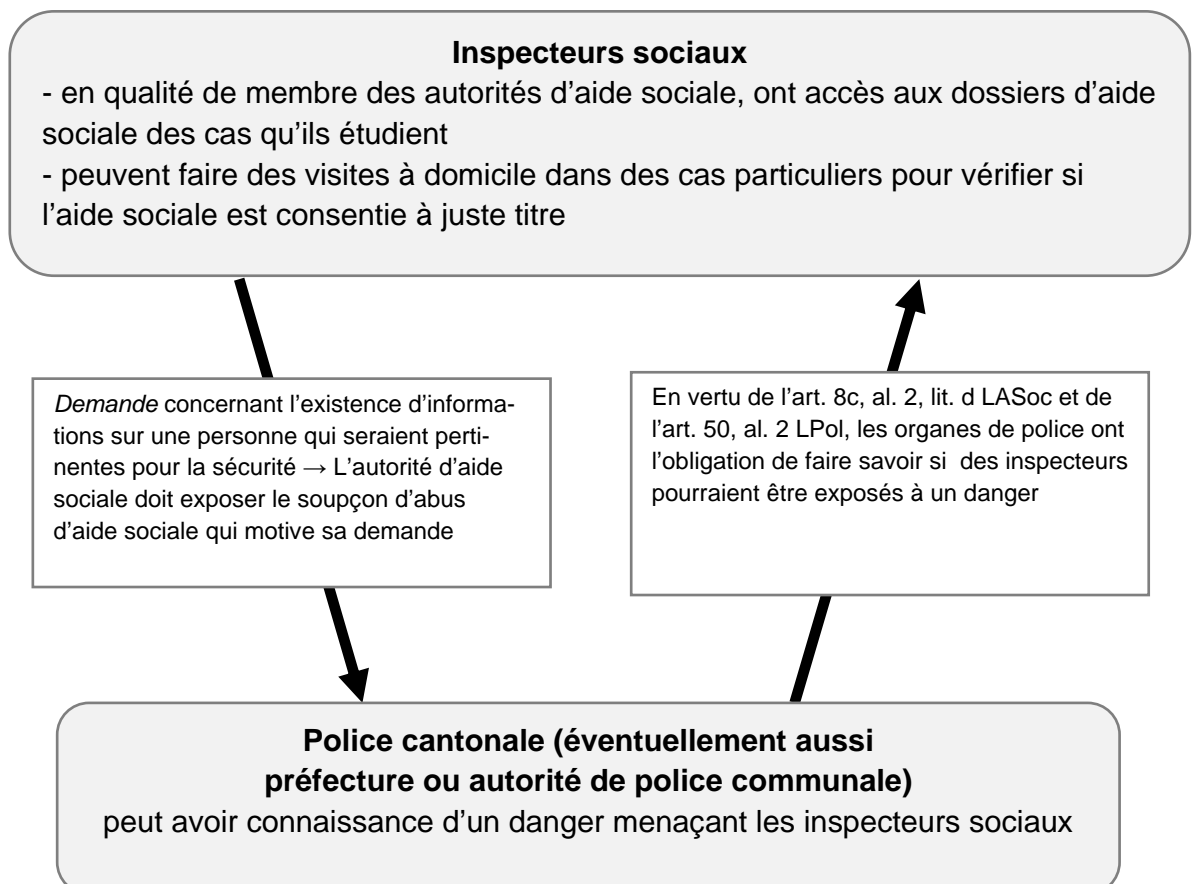 Inspecteurs sociaux
- en qualité de membre des autorités d’aide sociale, ont accès aux dossiers d’aide
sociale des cas qu’ils étudient
- peuvent faire des visites à domicile dans des cas particuliers pour vérifier si
l’aide sociale est consentie à juste titre
Demande concernant l’existence d’informa-
tions sur une personne qui seraient perti-
nentes pour la sécurité → L’autorité d’aide
sociale doit exposer le soupçon d’abus
d’aide sociale qui motive sa demande
En vertu de l’art. 8c, al. 2, lit. d LASoc et de
l’art. 50, al. 2 LPol, les organes de police ont
l’obligation de faire savoir si des inspecteurs
pourraient être exposés à un danger
Police cantonale (éventuellement aussi
préfecture ou autorité de police communale)
peut avoir connaissance d’un danger menaçant les inspecteurs sociaux